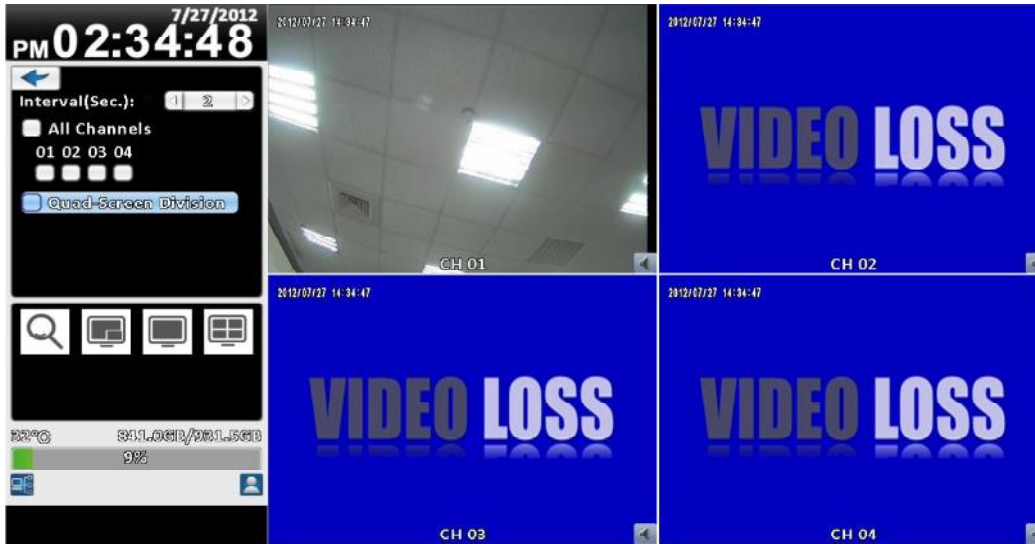 7/27/2012
PM 02:34:48
Interval(Sec.): 2
All Channels
01 02 03 04
Quad-Screen Division
32°C 841.0GB/931.5GB
9%
2012/07/27 14:34:47
CH 01
2012/07/27 14:34:47
VIDEO LOSS
CH 02
2012/07/27 14:34:47
VIDEO LOSS
CH 03
2012/07/27 14:34:47
VIDEO LOSS
CH 04